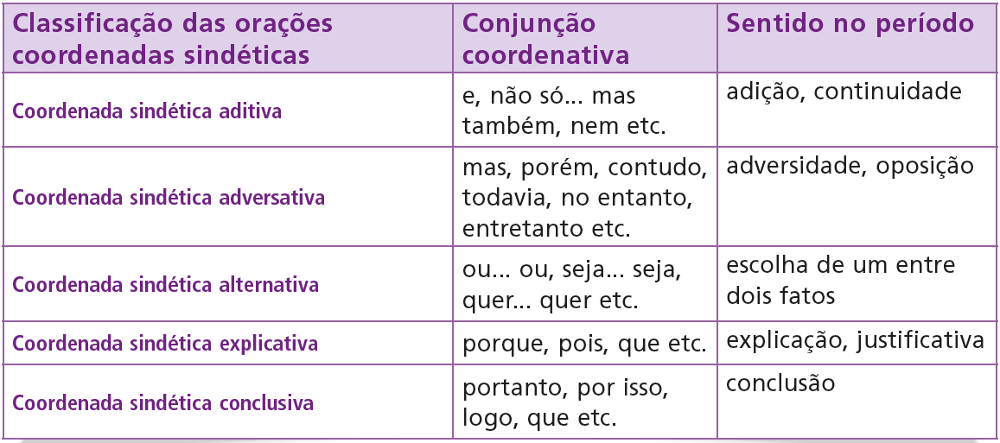 Classificação das orações
coordenadas sindéticas
Conjunção
coordenativa
Sentido no período
Coordenada sindética aditiva
e, não só... mas
também, nem etc.
adição, continuidade
Coordenada sindética adversativa
mas, porém, contudo,
todavia, no entanto,
entretanto etc.
adversidade, oposição
Coordenada sindética alternativa
ou... ou, seja... seja,
quer... quer etc.
escolha de um entre
dois fatos
Coordenada sindética explicativa
porque, pois, que etc.
explicação, justificativa
Coordenada sindética conclusiva
portanto, por isso,
logo, que etc.
conclusão